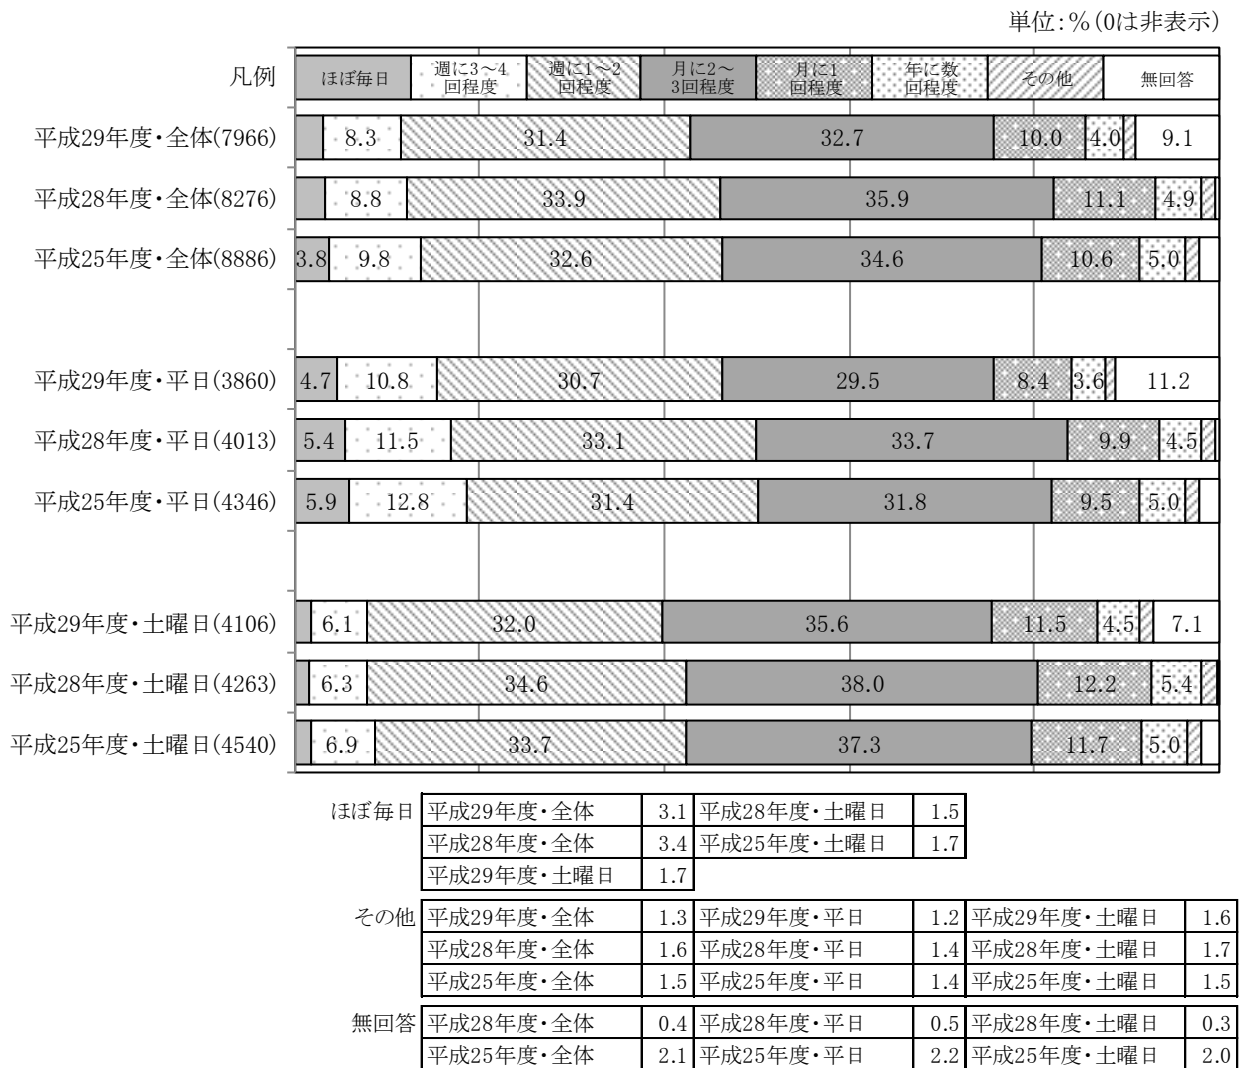 単位:%(0は非表示)
凡例 ほぼ毎日 週に3～4回程度 週に1～2回程度 月に2～3回程度 月に1回程度 年に数回程度 その他 無回答
平成29年度・全体(7966) 8.3 31.4 32.7 10.0 4.0 9.1
平成28年度・全体(8276) 8.8 33.9 35.9 11.1 4.9
平成25年度・全体(8886) 3.8 9.8 32.6 34.6 10.6 5.0
平成29年度・平日(3860) 4.7 10.8 30.7 29.5 8.4 3.6 11.2
平成28年度・平日(4013) 5.4 11.5 33.1 33.7 9.9 4.5
平成25年度・平日(4346) 5.9 12.8 31.4 31.8 9.5 5.0
平成29年度・土曜日(4106) 6.1 32.0 35.6 11.5 4.5 7.1
平成28年度・土曜日(4263) 6.3 34.6 38.0 12.2 5.4
平成25年度・土曜日(4540) 6.9 33.7 37.3 11.7 5.0
ほぼ毎日 平成29年度・全体 3.1 平成28年度・土曜日 1.5
平成28年度・全体 3.4 平成25年度・土曜日 1.7
平成29年度・土曜日 1.7
その他 平成29年度・全体 1.3 平成29年度・平日 1.2 平成29年度・土曜日 1.6
平成28年度・全体 1.6 平成28年度・平日 1.4 平成28年度・土曜日 1.7
平成25年度・全体 1.5 平成25年度・平日 1.4 平成25年度・土曜日 1.5
無回答 平成28年度・全体 0.4 平成28年度・平日 0.5 平成28年度・土曜日 0.3
平成25年度・全体 2.1 平成25年度・平日 2.2 平成25年度・土曜日 2.0